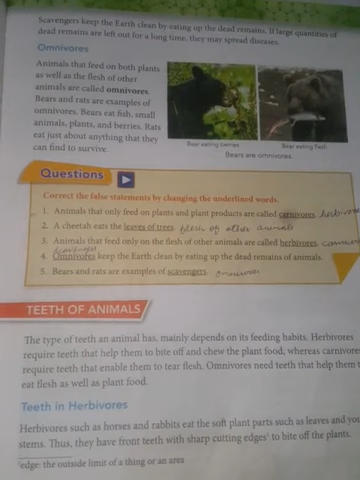 Scavengers keep the Earth clean by eating up the dead remains. If large quantities of
dead remains are left out for a long time, they may spread diseases.
Omnivores
Animals that feed on both plants
as well as the flesh of other
animals are called omnivores.
Bears and rats are examples of
omnivores. Bears eat fish, small
animals, plants, and berries. Rats
eat just about anything that they
can find to survive.
Bear eating berries
Bear eating fish
Bears are omnivores.
Questions
Correct the false statements by changing the underlined words.
1. Animals that only feed on plants and plant products are called carnivores. herbivore
2. A cheetah eats the leaves of trees. flesh of other animals
3. Animals that feed only on the flesh of other animals are called herbivores.
scavengers
4. Omnivores keep the Earth clean by eating up the dead remains of animals.
5. Bears and rats are examples of scavengers. omnivores
TEETH OF ANIMALS
The type of teeth an animal has, mainly depends on its feeding habits. Herbivores
require teeth that help them to bite off and chew the plant food, whereas carnivores
require teeth that enable them to tear flesh. Omnivores need teeth that help them t
eat flesh as well as plant food.
Teeth in Herbivores
Herbivores such as horses and rabbits eat the soft plant parts such as leaves and you
stems. Thus, they have front teeth with sharp cutting edges¹ to bite off the plants.
¹edge: the outside limit of a thing or an area